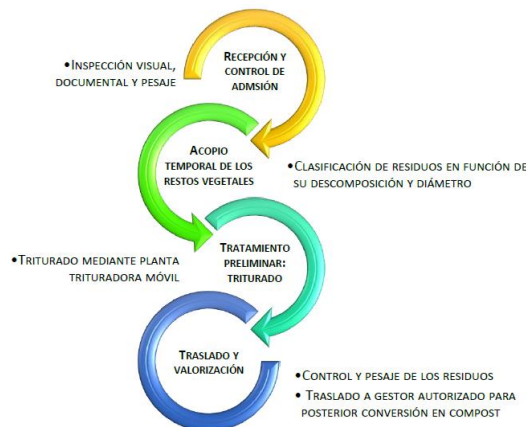 RECEPCIÓN Y
CONTROL DE
ADMSIÓN
•INSPECCIÓN VISUAL,
DOCUMENTAL Y PESAJE
ACOPIO
TEMPORAL DE LOS
RESTOS VEGETALES
•CLASIFICACIÓN DE RESIDUOS EN FUNCIÓN DE
SU DESCOMPOSICIÓN Y DIÁMETRO
TRATAMIENTO
PRELIMINAR:
TRITURADO
•TRITURADO MEDIANTE PLANTA
TRITURADORA MÓVIL
TRASLADO Y
VALORIZACIÓN
•CONTROL Y PESAJE DE LOS RESIDUOS
• TRASLADO A GESTOR AUTORIZADO PARA
POSTERIOR CONVERSIÓN EN COMPOST